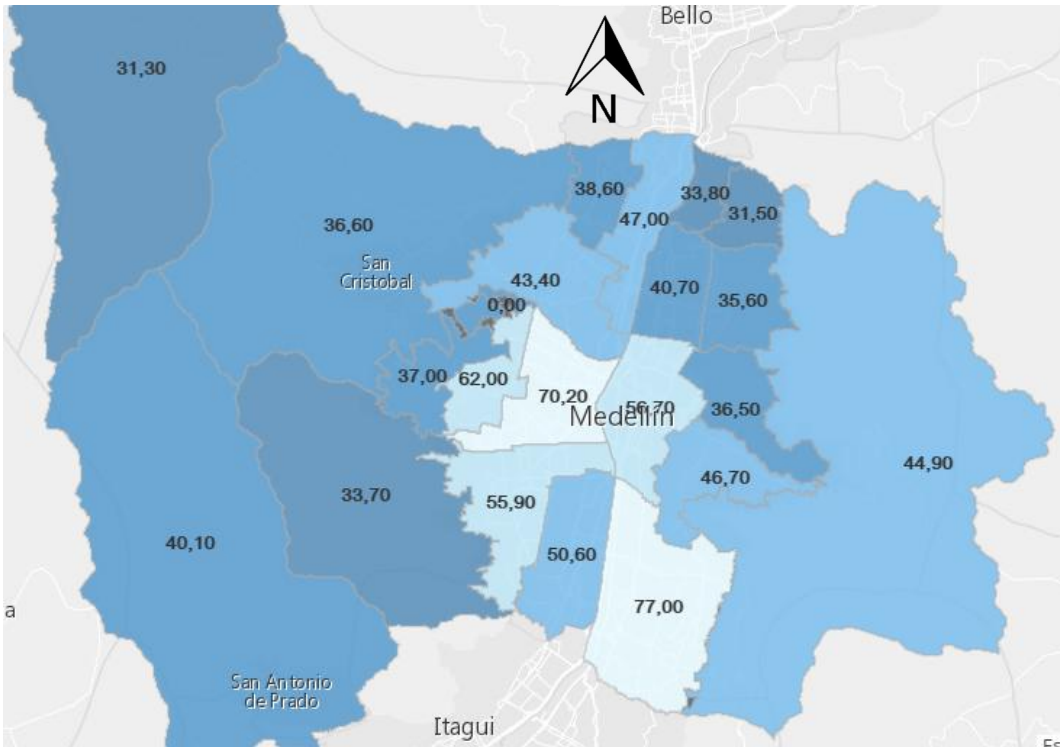 Bello
31,30
N
38,60
33,80
31,50
47,00
36,60
San
Cristobal
43,40
40,70
35,60
0,00
37,00
62,00
70,20
56,70
36,50
Medellín
46,70
44,90
33,70
55,90
40,10
50,60
77,00
a
San Antonio
de Prado
Itagui
Es